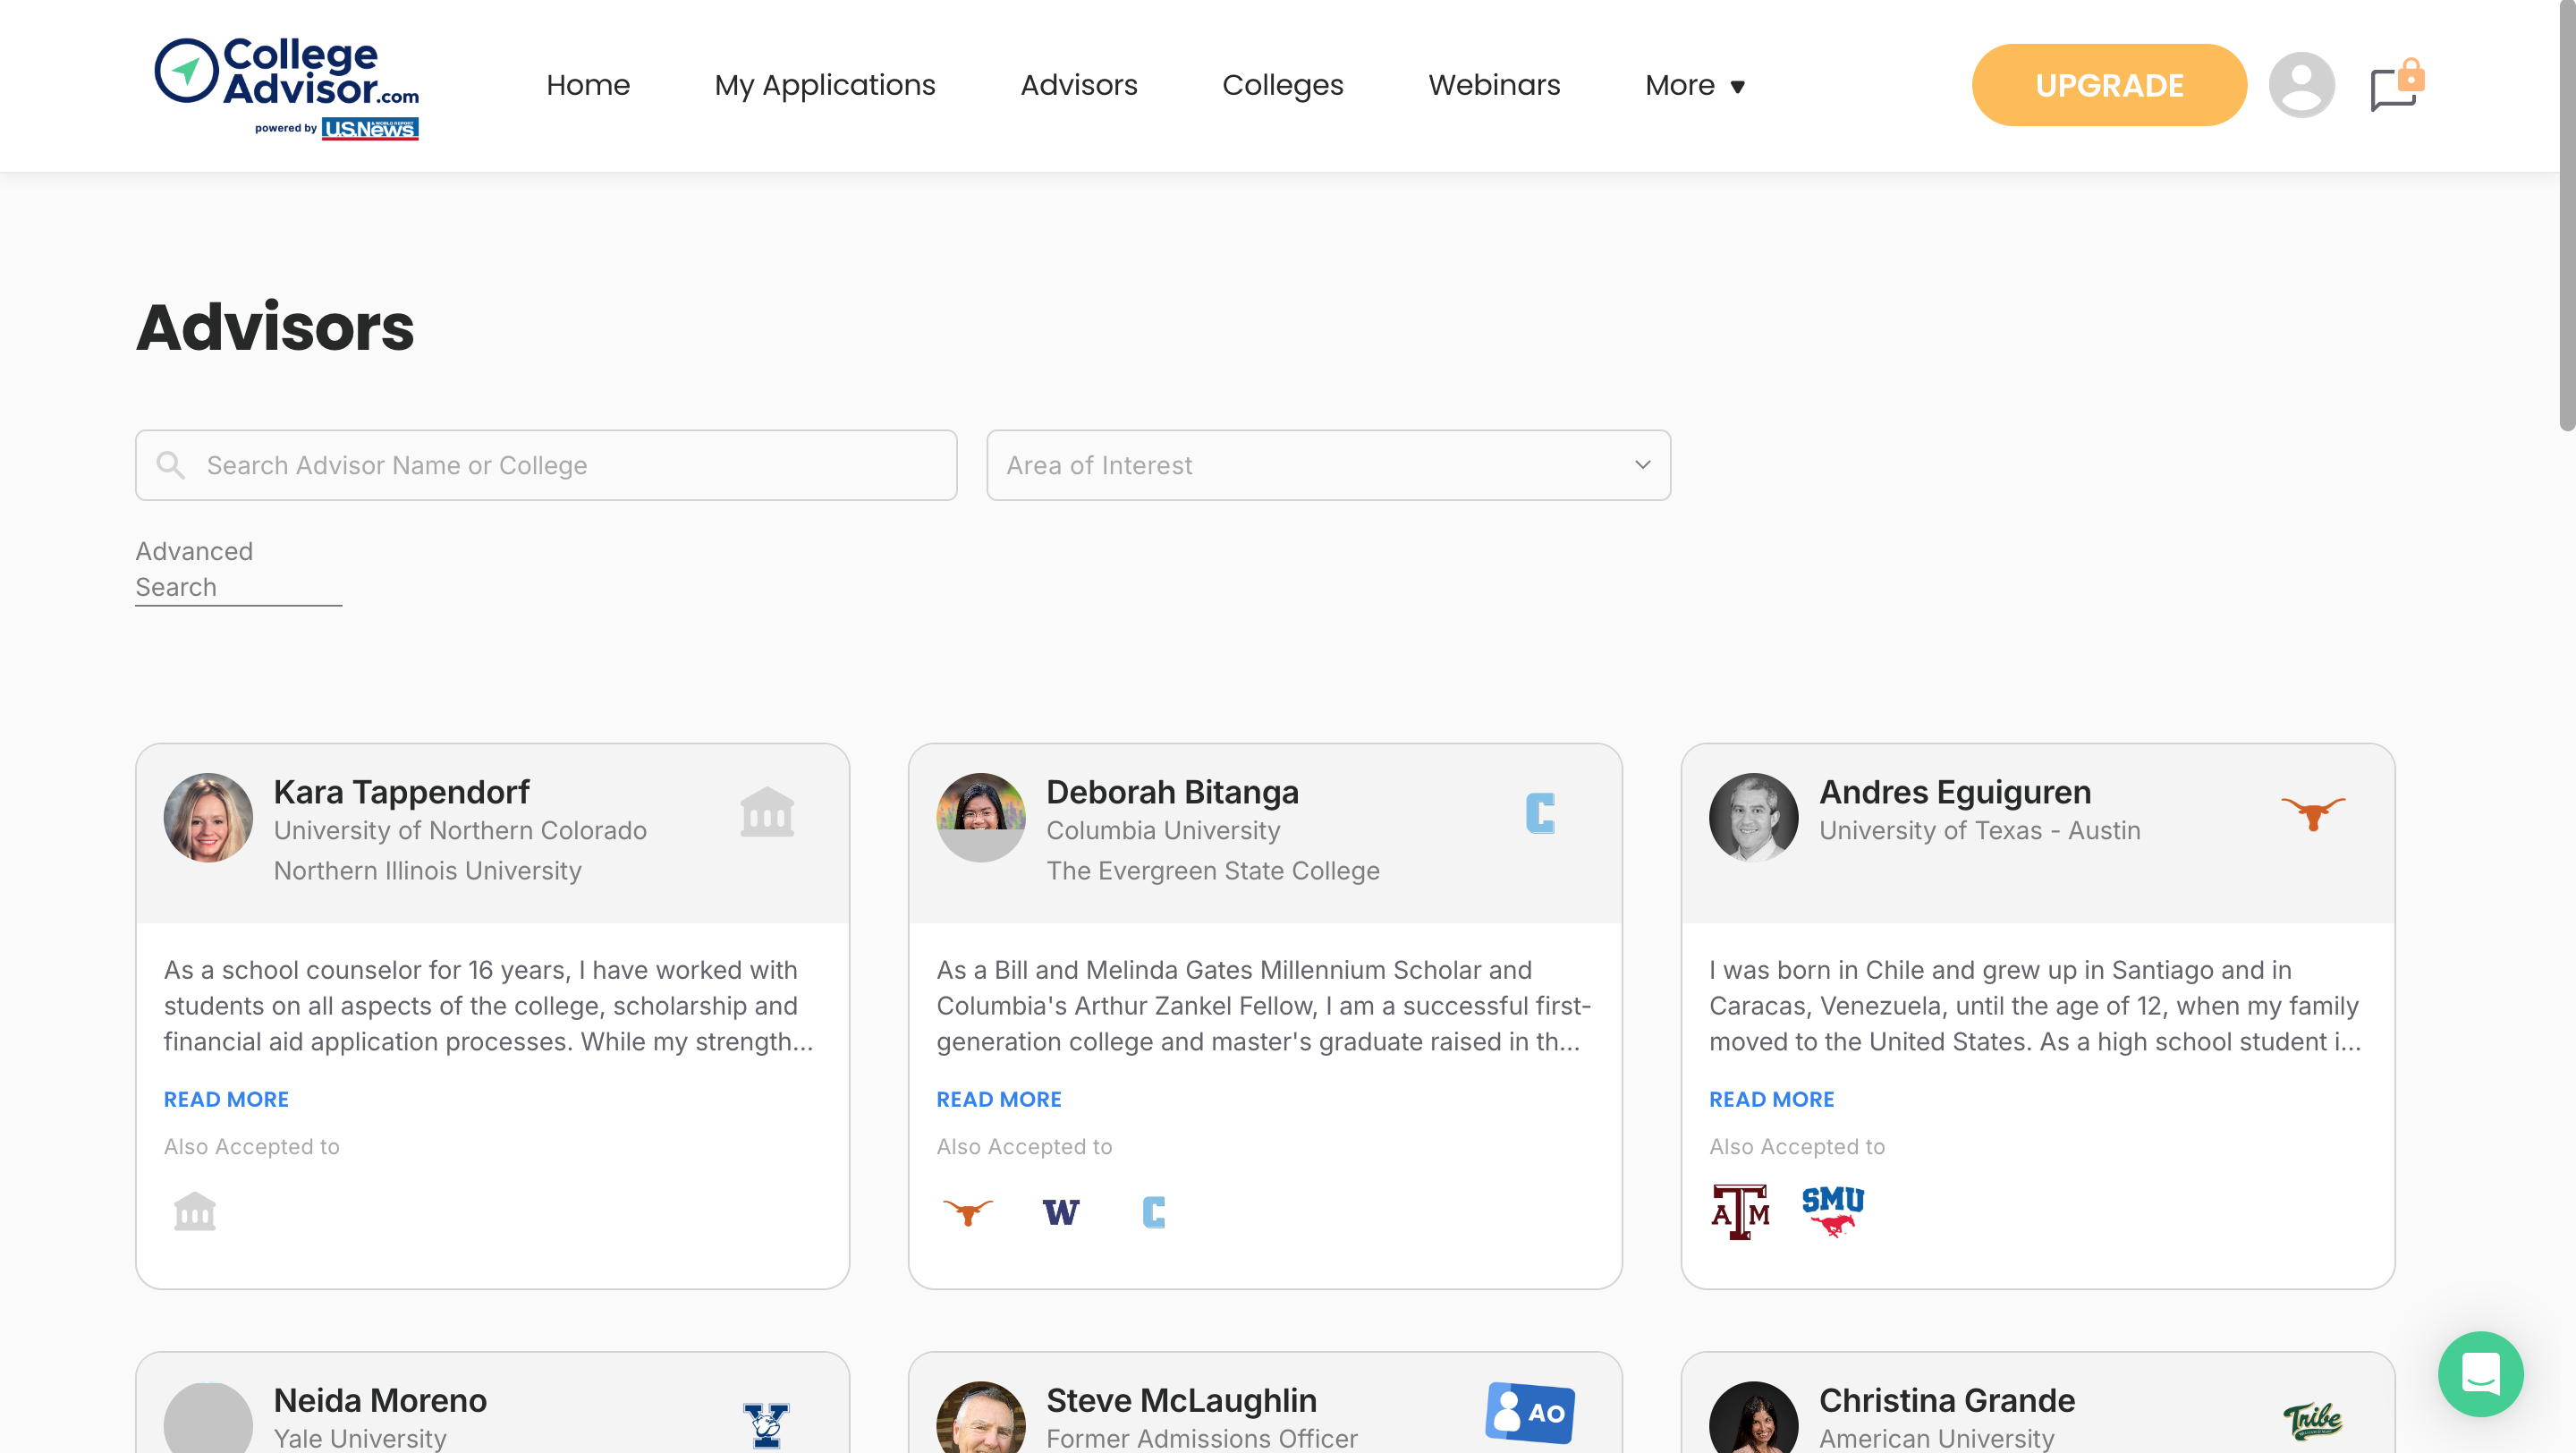 College
Advisor.com
powered by U.S.News & WORLD REPORT
Home
My Applications
Advisors
Colleges
Webinars
More
UPGRADE
Advisors
Search Advisor Name or College
Area of Interest
Advanced
Search
Kara Tappendorf
University of Northern Colorado
Northern Illinois University
As a school counselor for 16 years, I have worked with
students on all aspects of the college, scholarship and
financial aid application processes. While my strength...
READ MORE
Also Accepted to
Deborah Bitanga
Columbia University
The Evergreen State College
C
As a Bill and Melinda Gates Millennium Scholar and
Columbia's Arthur Zankel Fellow, I am a successful first-
generation college and master's graduate raised in th...
READ MORE
Also Accepted to
W
C
Andres Eguiguren
University of Texas - Austin
I was born in Chile and grew up in Santiago and in
Caracas, Venezuela, until the age of 12, when my family
moved to the United States. As a high school student i...
READ MORE
Also Accepted to
ATM
SMU
Neida Moreno
Yale University
Y
Steve McLaughlin
Former Admissions Officer
AO
Christina Grande
American University
Tribe